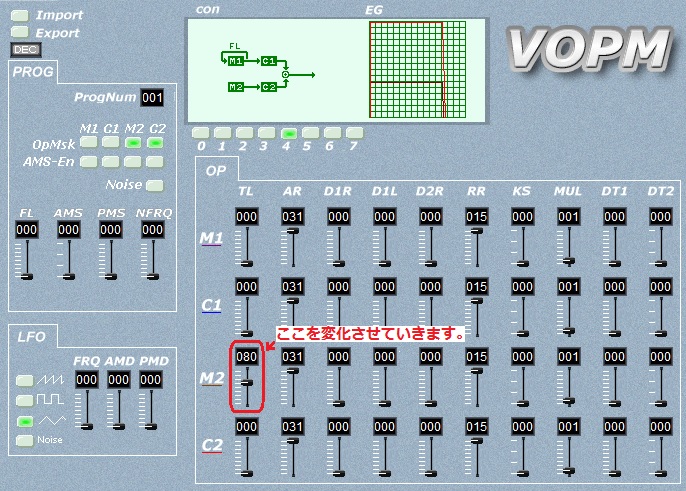 Import
Export
DEC
PROG
ProgNum 001
M1 C1 M2 C2
OpMsk
AMS-En
Noise
FL AMS PMS NFRQ
000 000 000 000
LFO
FRQ AMD PMD
000 000 000
Noise
con
EG
FL
M1 C1
M2 C2
0 1 2 3 4 5 6 7
VOPM
OP
TL AR D1R D1L D2R RR KS MUL DT1 DT2
M1 000 031 000 000 000 015 000 001 000 000
C1 000 031 000 000 000 015 000 001 000 000
ここを変化させていきます。
M2 080 031 000 000 000 015 000 001 000 000
C2 000 031 000 000 000 015 000 001 000 000